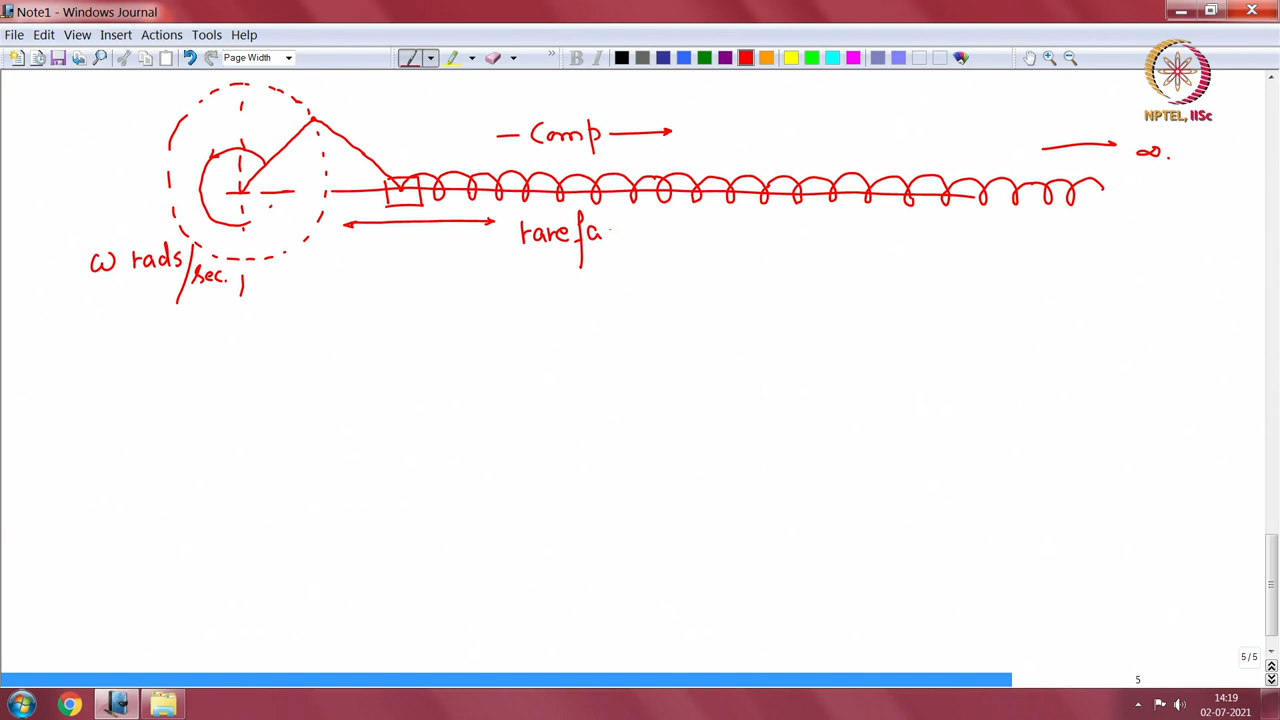 Note1 - Windows Journal
File Edit View Insert Actions Tools Help
Page Width
NPTEL, IISc
– Comp →
→ ∞.
rarefa
ω rads/sec.
5/5
5
14:19
02-07-2021